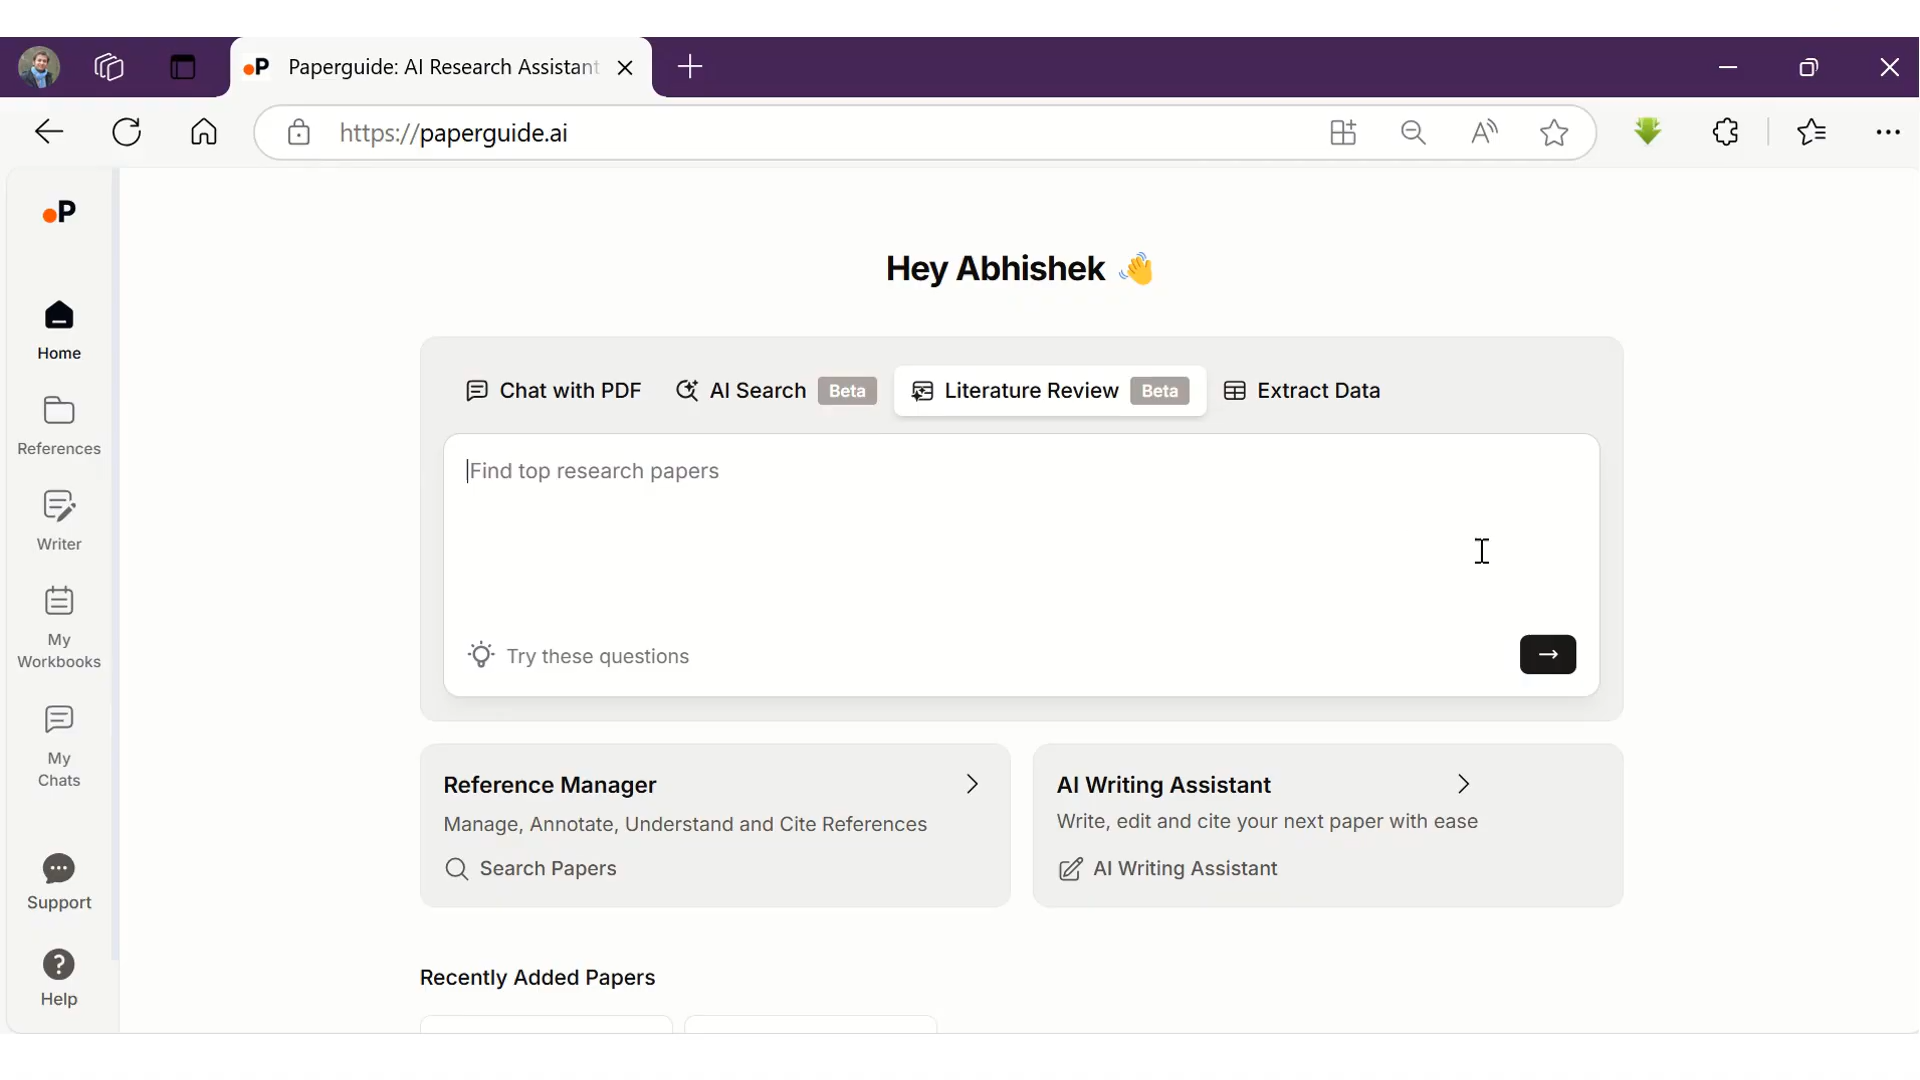 P Paperguide: AI Research Assistant
https://paperguide.ai
P
Home
References
Writer
My
Workbooks
My
Chats
Support
Help
Hey Abhishek 👋
Chat with PDF AI Search Beta Literature Review Beta Extract Data
Find top research papers
Try these questions
Reference Manager
Manage, Annotate, Understand and Cite References
Search Papers
AI Writing Assistant
Write, edit and cite your next paper with ease
AI Writing Assistant
Recently Added Papers